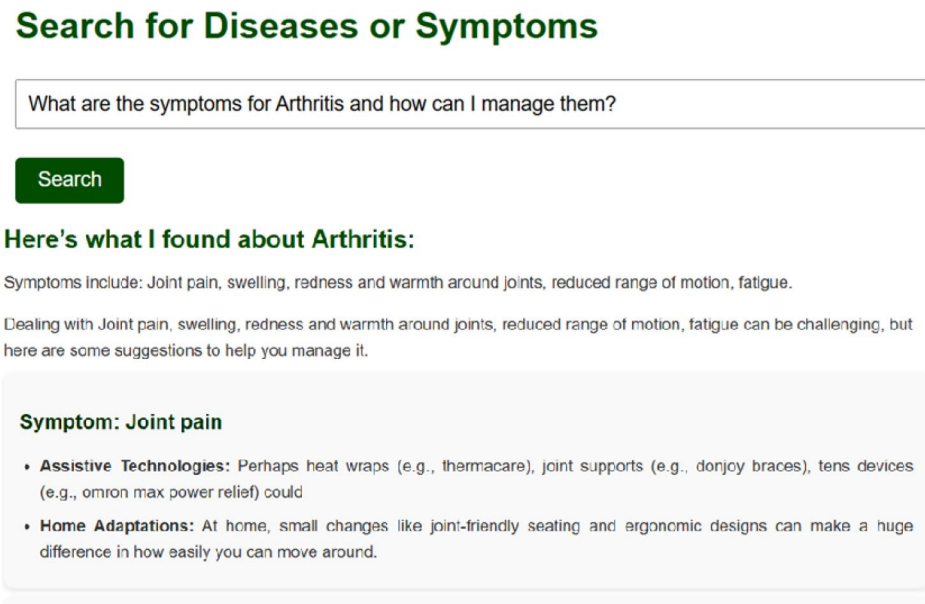 Search for Diseases or Symptoms
What are the symptoms for Arthritis and how can I manage them?
Search
Here's what I found about Arthritis:
Symptoms include: Joint pain, swelling, redness and warmth around joints, reduced range of motion, fatigue.
Dealing with Joint pain, swelling, redness and warmth around joints, reduced range of motion, fatigue can be challenging, but
here are some suggestions to help you manage it.
Symptom: Joint pain
• Assistive Technologies: Perhaps heat wraps (e.g., thermacare), joint supports (e.g., donjoy braces), tens devices
(e.g., omron max power relief) could
• Home Adaptations: At home, small changes like joint-friendly seating and ergonomic designs can make a huge
difference in how easily you can move around.